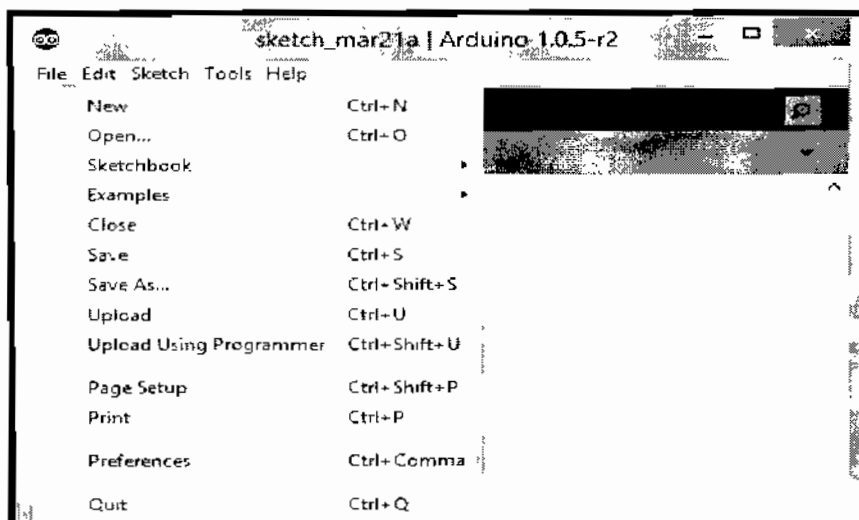 sketch_mar21a | Arduino 1.0.5-r2
File Edit Sketch Tools Help
New Ctrl+N
Open... Ctrl+O
Sketchbook
Examples
Close Ctrl+W
Save Ctrl+S
Save As... Ctrl+Shift+S
Upload Ctrl+U
Upload Using Programmer Ctrl+Shift+U
Page Setup Ctrl+Shift+P
Print Ctrl+P
Preferences Ctrl+Comma
Quit Ctrl+Q